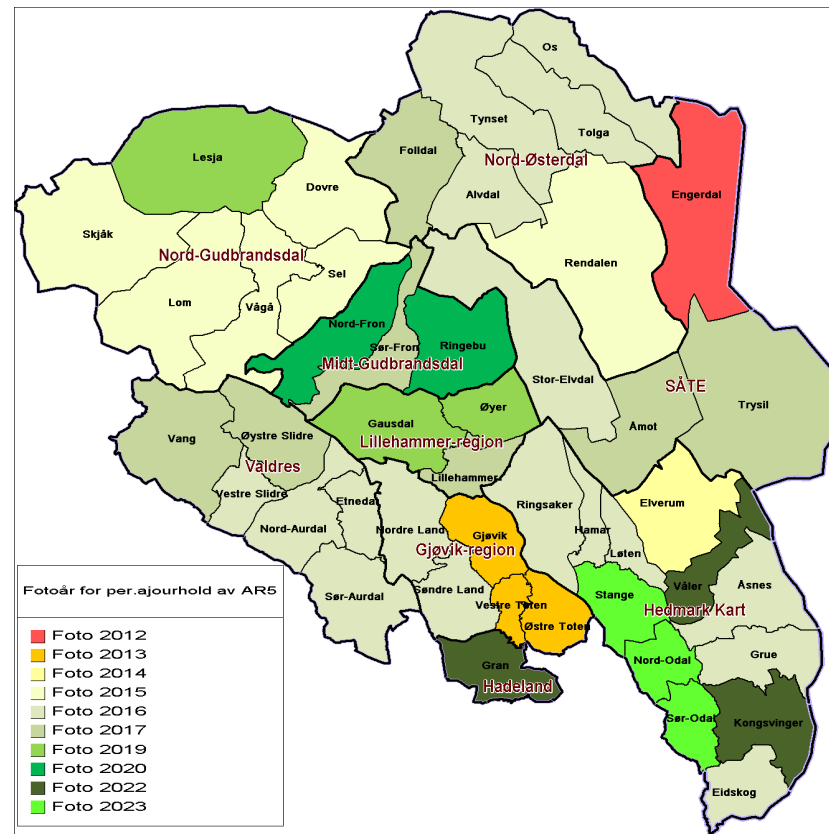 Os
Tynset
Tolga
Folldal
Nord-Østerdal
Lesja
Alvdal
Dovre
Engerdal
Skjåk
Nord-Gudbrandsdal
Sel
Rendalen
Lom
Vågå
Nord-Fron
Sør-Fron
Ringebu
Midt-Gudbrandsdal
Stor-Elvdal
SÅTE
Trysil
Øyer
Gausdal
Åmot
Lillehammer-region
Vang
Øystre Slidre
Valdres
Lillehammer
Vestre Slidre
Etnedal
Nord-Aurdal
Nordre Land
Ringsaker
Hamar
Elverum
Gjøvik
Gjøvik-region
Løten
Søndre Land
Sør-Aurdal
Vestre Toten
Østre Toten
Stange
Våler
Åsnes
Hedmark Kart
Nord-Odal
Grue
Gran
Hadeland
Sør-Odal
Kongsvinger
Eidskog
Fotoår for per.ajourhold av AR5
Foto 2012
Foto 2013
Foto 2014
Foto 2015
Foto 2016
Foto 2017
Foto 2019
Foto 2020
Foto 2022
Foto 2023